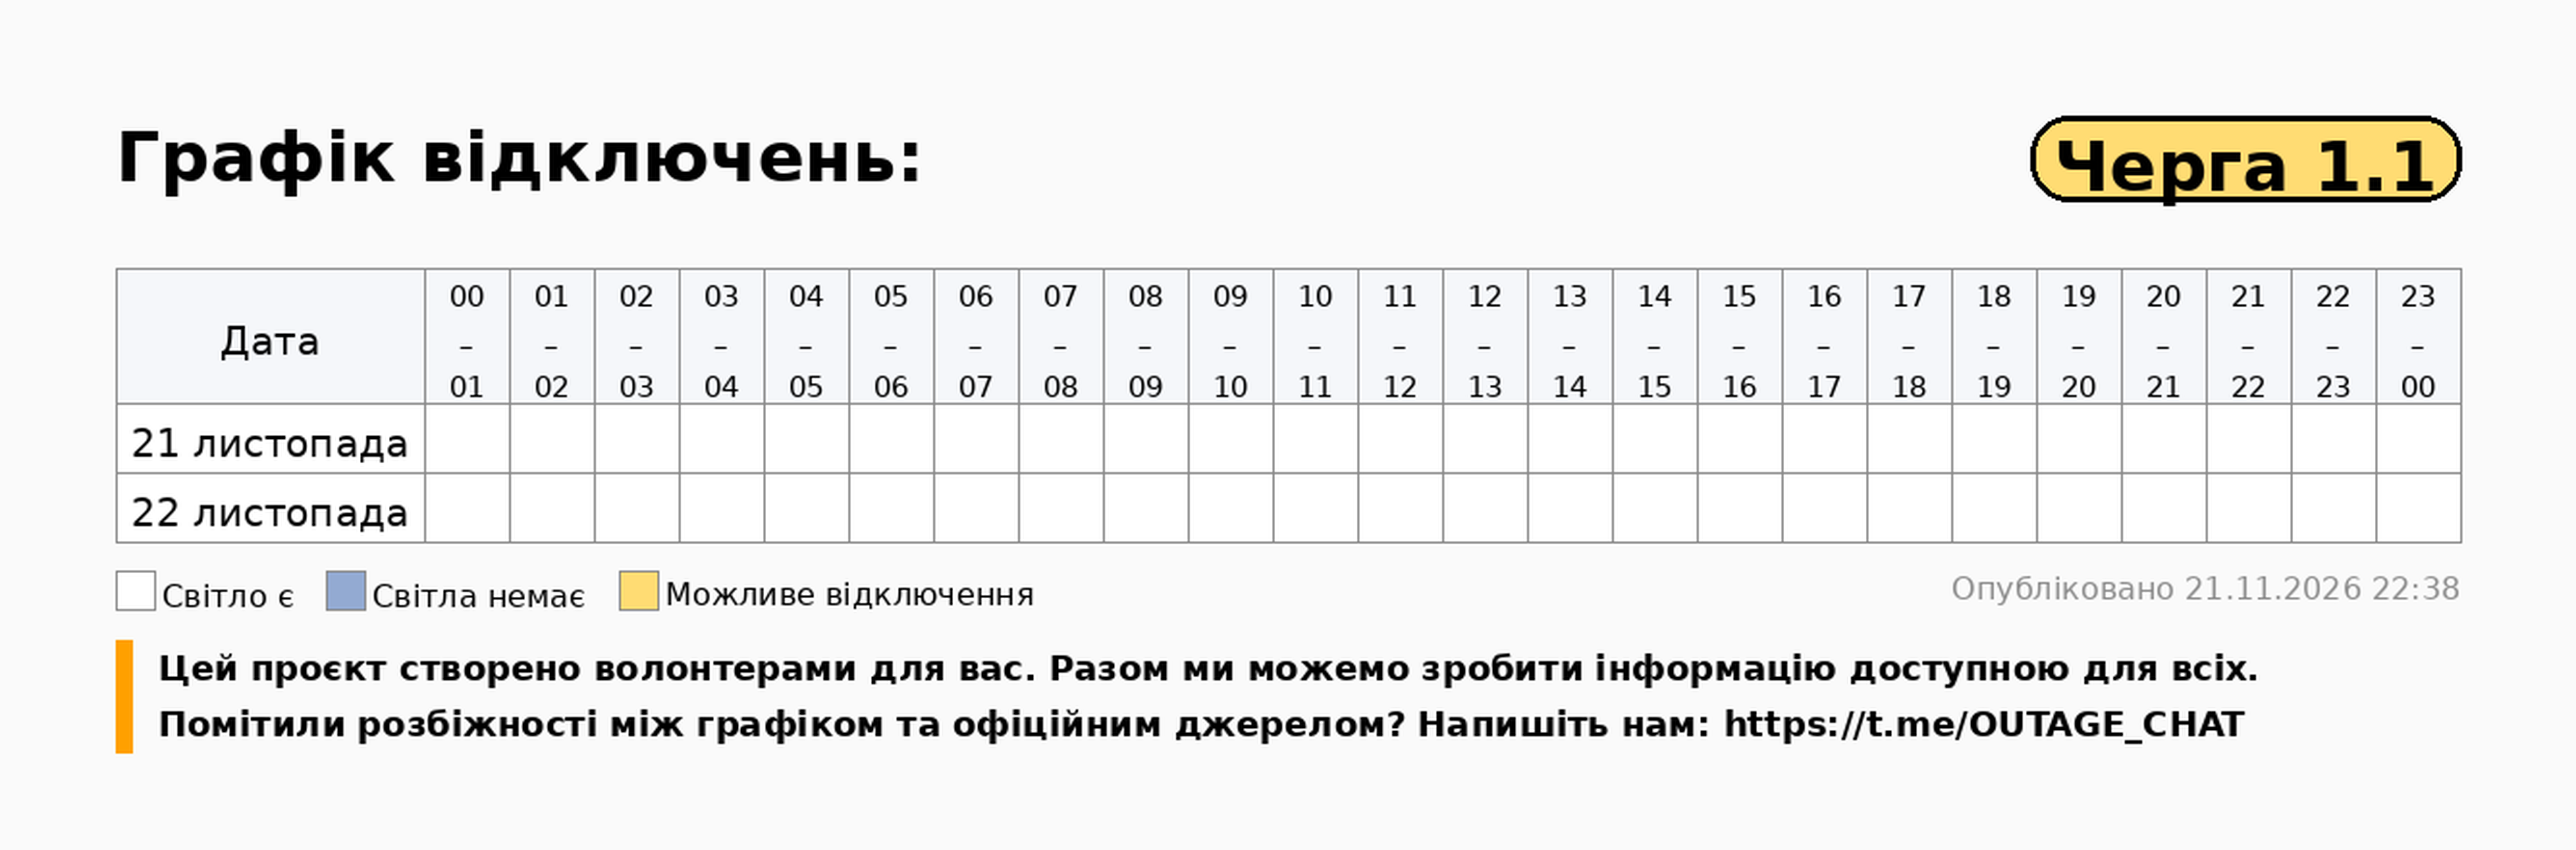 Графік відключень:
Черга 1.1
Дата 00 – 01 01 – 02 02 – 03 03 – 04 04 – 05 05 – 06 06 – 07 07 – 08 08 – 09 09 – 10 10 – 11 11 – 12 12 – 13 13 – 14 14 – 15 15 – 16 16 – 17 17 – 18 18 – 19 19 – 20 20 – 21 21 – 22 22 – 23 23 – 00
21 листопада
22 листопада
Світло є Світла немає Можливе відключення
Опубліковано 21.11.2026 22:38
Цей проєкт створено волонтерами для вас. Разом ми можемо зробити інформацію доступною для всіх.
Помітили розбіжності між графіком та офіційним джерелом? Напишіть нам: https://t.me/OUTAGE_CHAT